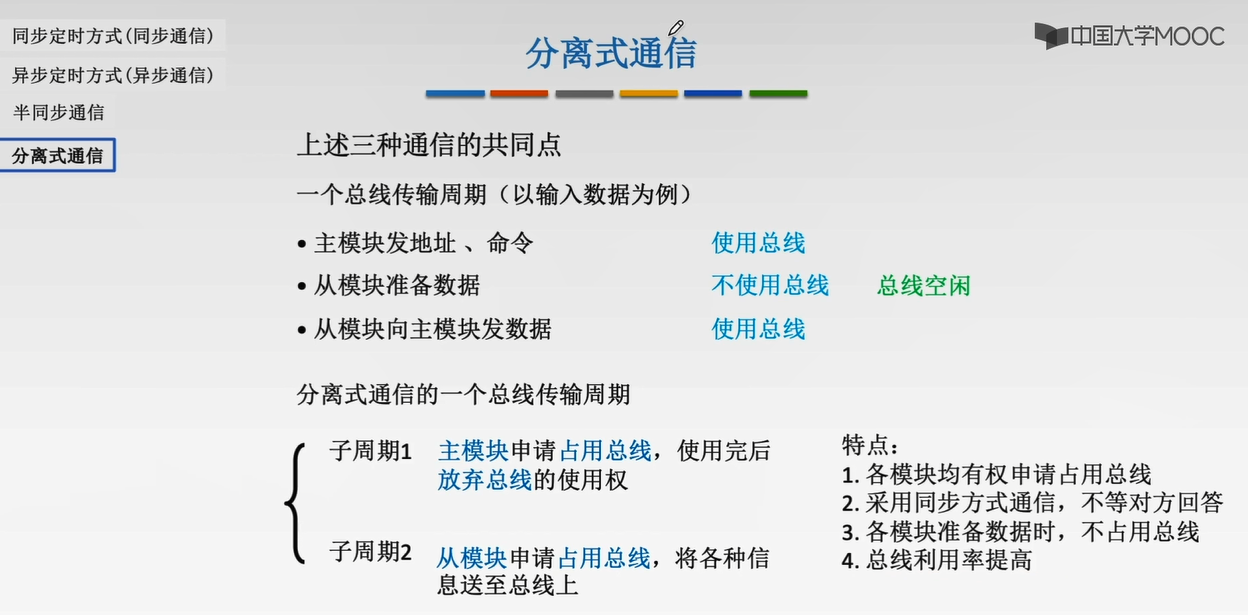 同步定时方式(同步通信)
异步定时方式(异步通信)
半同步通信
分离式通信
分离式通信
中国大学MOOC
上述三种通信的共同点
一个总线传输周期（以输入数据为例）
• 主模块发地址 、命令 使用总线
• 从模块准备数据 不使用总线 总线空闲
• 从模块向主模块发数据 使用总线
分离式通信的一个总线传输周期
子周期1 主模块申请占用总线，使用完后
放弃总线的使用权
子周期2 从模块申请占用总线，将各种信
息送至总线上
特点：
1. 各模块均有权申请占用总线
2. 采用同步方式通信，不等对方回答
3. 各模块准备数据时，不占用总线
4. 总线利用率提高